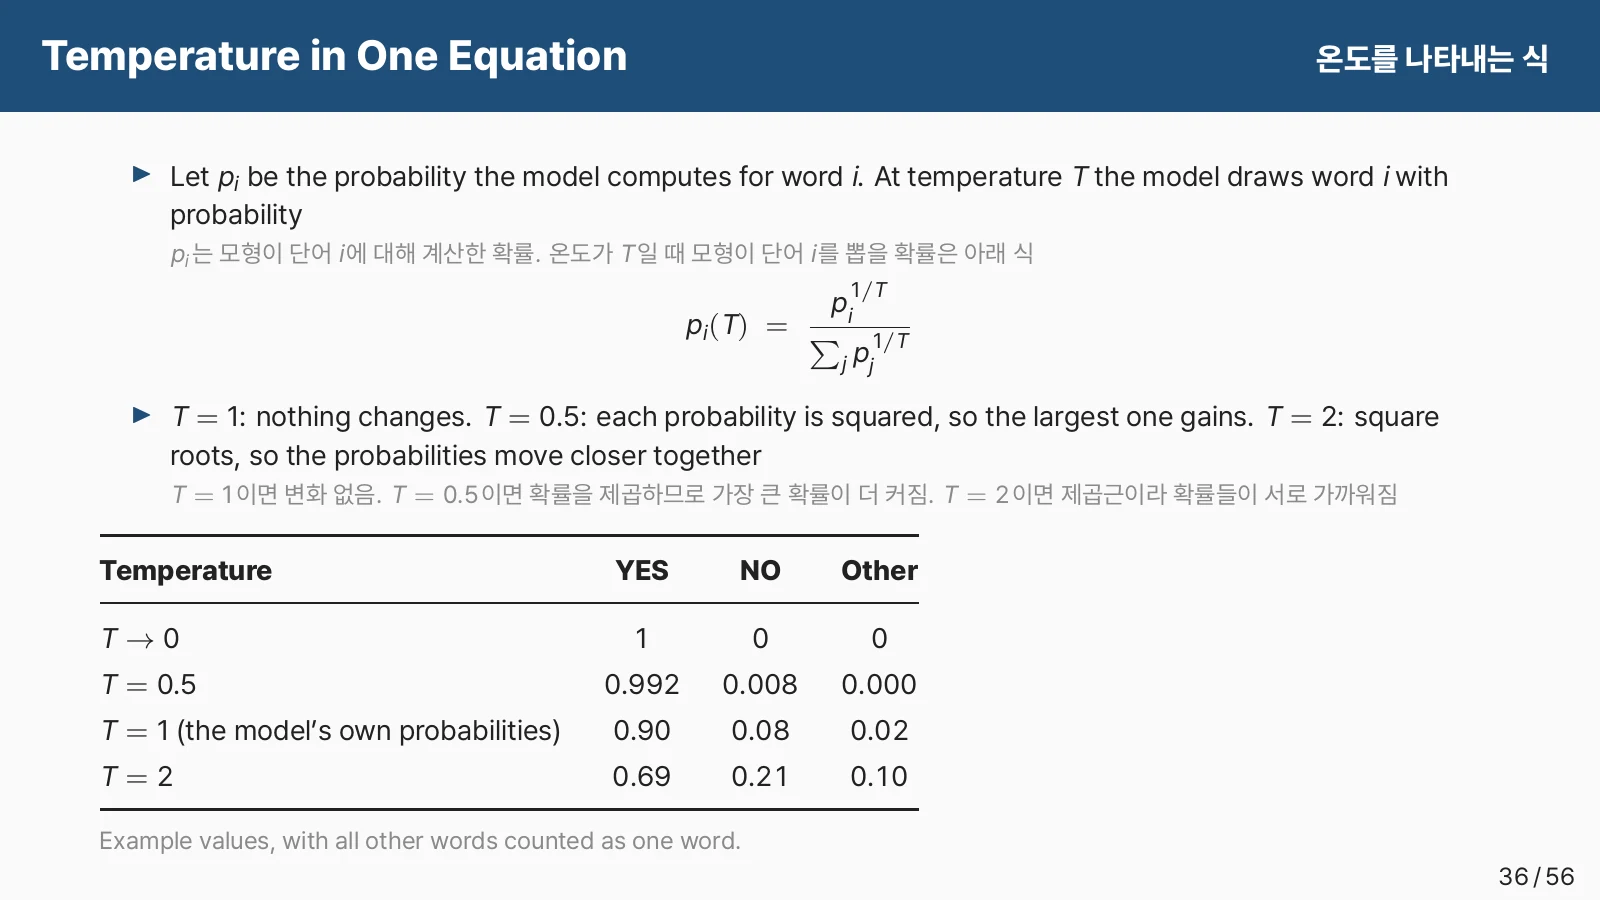 Temperature in One Equation
온도를 나타내는 식
▶ Let pᵢ be the probability the model computes for word i. At temperature T the model draws word i with
probability
pᵢ는 모형이 단어 i에 대해 계산한 확률. 온도가 T일 때 모형이 단어 i를 뽑을 확률은 아래 식
pᵢ(T) = pᵢ^{1/T} / ∑ⱼ pⱼ^{1/T}
▶ T = 1: nothing changes. T = 0.5: each probability is squared, so the largest one gains. T = 2: square
roots, so the probabilities move closer together
T = 1이면 변화 없음. T = 0.5이면 확률을 제곱하므로 가장 큰 확률이 더 커짐. T = 2이면 제곱근이라 확률들이 서로 가까워짐
Temperature YES NO Other
T → 0 1 0 0
T = 0.5 0.992 0.008 0.000
T = 1 (the model’s own probabilities) 0.90 0.08 0.02
T = 2 0.69 0.21 0.10
Example values, with all other words counted as one word.
36 / 56